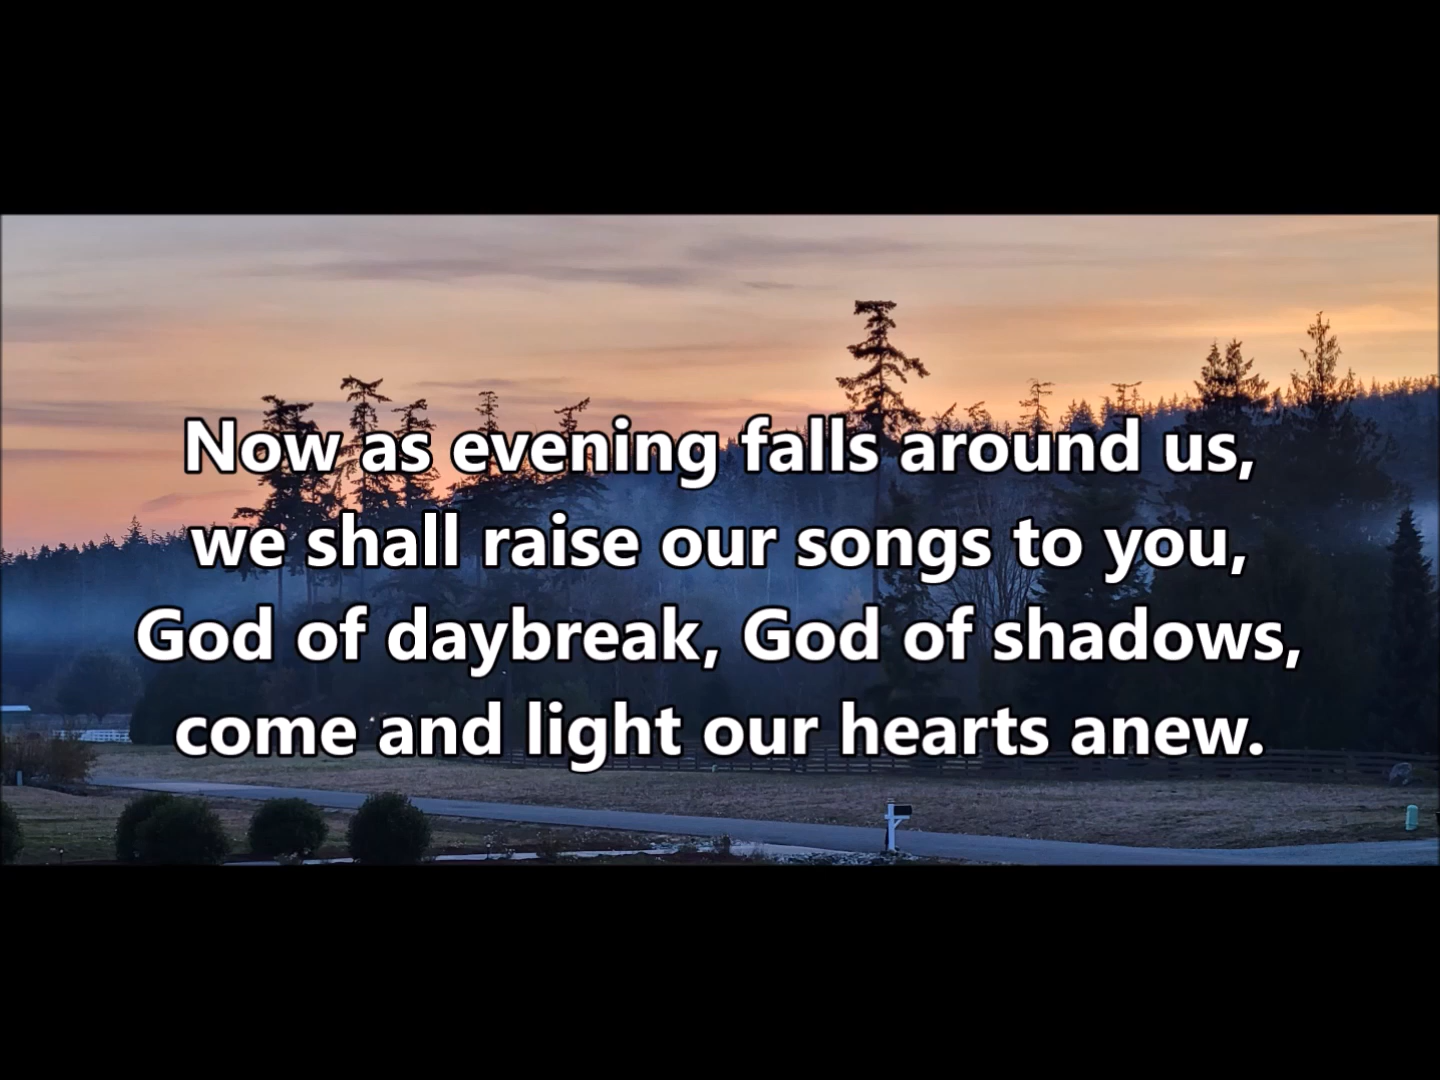 Now as evening falls around us,
we shall raise our songs to you,
God of daybreak, God of shadows,
come and light our hearts anew.